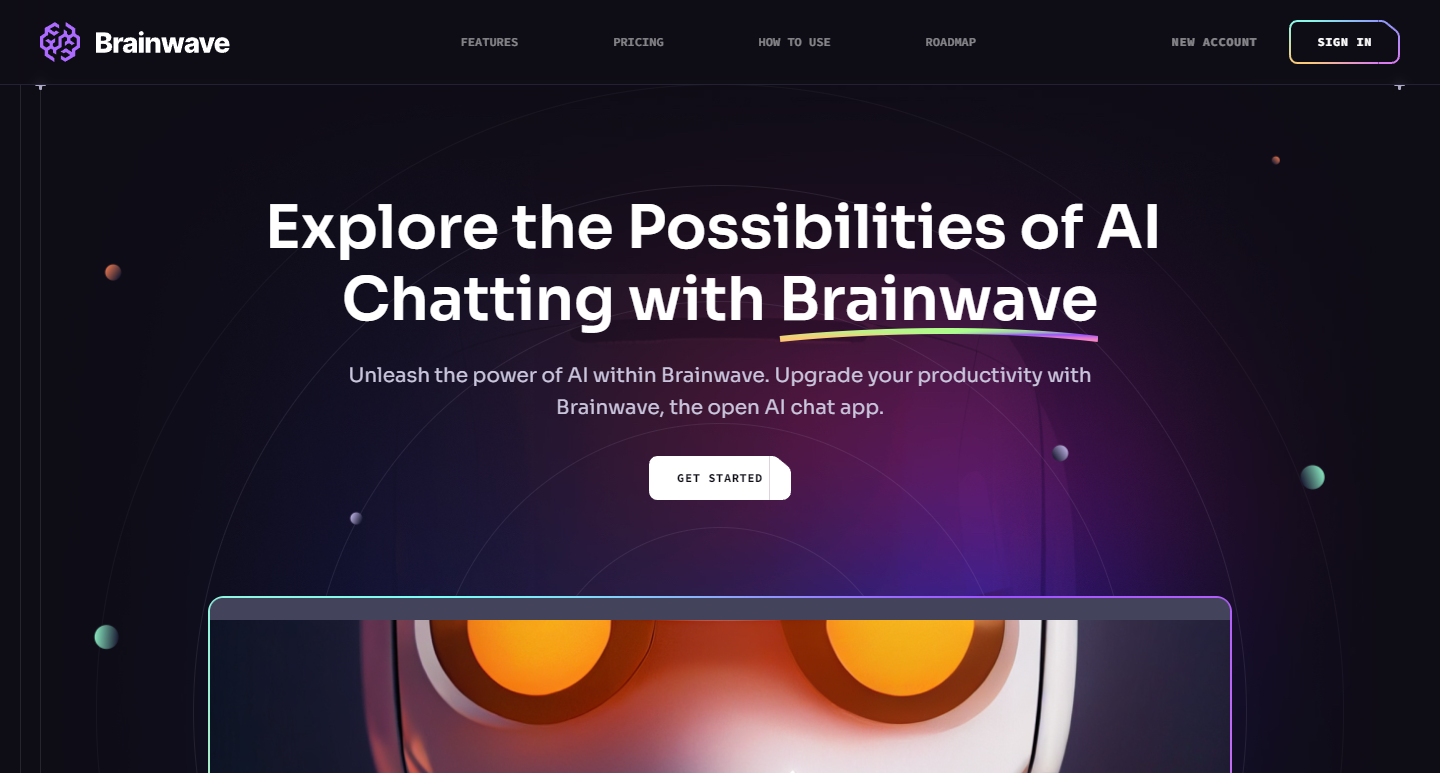 Brainwave
FEATURES
PRICING
HOW TO USE
ROADMAP
NEW ACCOUNT
SIGN IN
Explore the Possibilities of AI
Chatting with Brainwave
Unleash the power of AI within Brainwave. Upgrade your productivity with
Brainwave, the open AI chat app.
GET STARTED